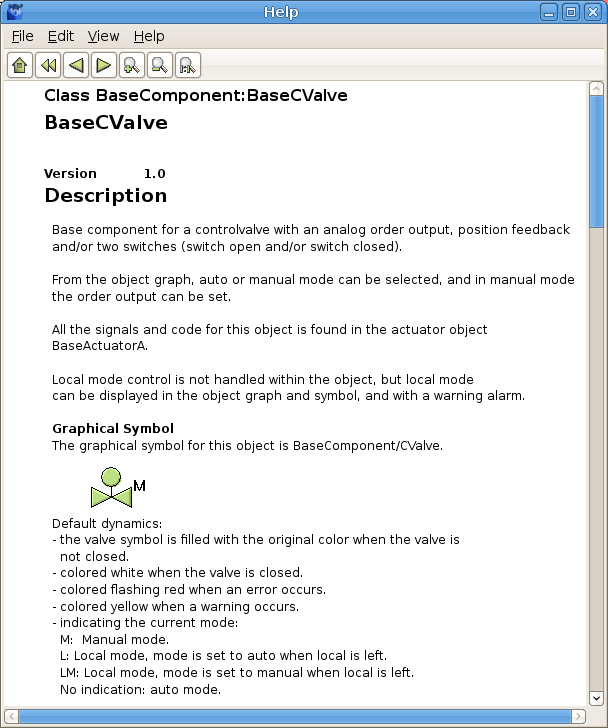 Help
File Edit View Help
Class BaseComponent:BaseCValve
BaseCValve
Version 1.0
Description
Base component for a controlvalve with an analog order output, position feedback
and/or two switches (switch open and/or switch closed).
From the object graph, auto or manual mode can be selected, and in manual mode
the order output can be set.
All the signals and code for this object is found in the actuator object
BaseActuatorA.
Local mode control is not handled within the object, but local mode
can be displayed in the object graph and symbol, and with a warning alarm.
Graphical Symbol
The graphical symbol for this object is BaseComponent/CValve.
M
Default dynamics:
- the valve symbol is filled with the original color when the valve is
not closed.
- colored white when the valve is closed.
- colored flashing red when an error occurs.
- colored yellow when a warning occurs.
- indicating the current mode:
M: Manual mode.
L: Local mode, mode is set to auto when local is left.
LM: Local mode, mode is set to manual when local is left.
No indication: auto mode.